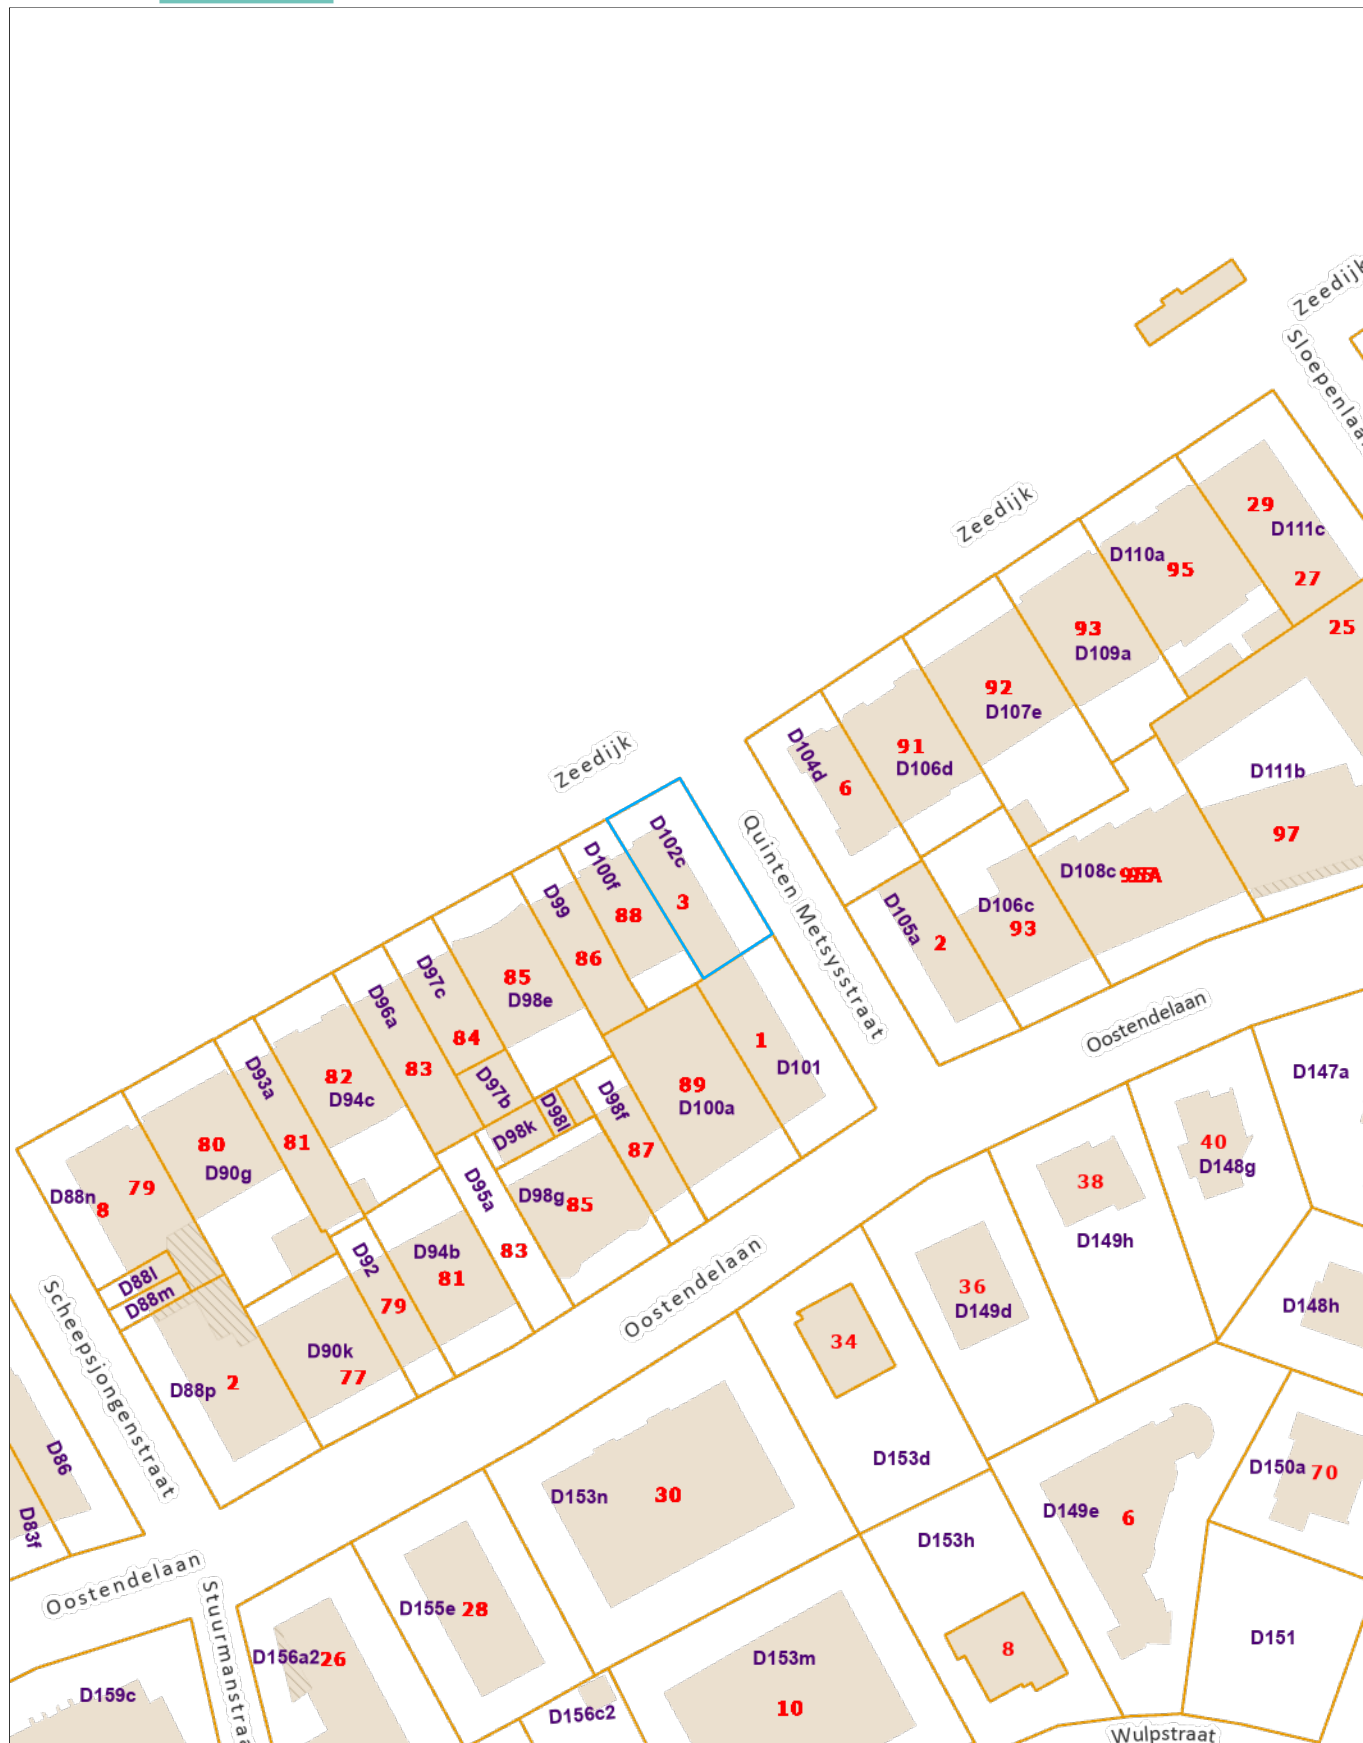 Zeedijk
Sloepenlaa
29
D111c
Zeedijk
D110a
95
27
93
D109a
25
92
D107e
D104d
91
D106d
6
D111b
Zeedijk
97
D102c
Quinten Metsysstraat
D100f
D108c
3
D99
88
D105a
D106c
93
2
86
D97c
85
D98e
D96a
84
Oostendelaan
83
1
D101
D147a
D93a
82
D94c
D97b
89
D100a
D98f
D98l
D98k
40
D148g
80
D90g
81
87
38
D88n
79
8
D95a
D98g
85
D149h
D92
D94b
83
Oostendelaan
D88l
D88m
81
36
D149d
D148h
Scheepsjongenstraat
79
34
D90k
77
D88p
2
D86
D153d
D150a
70
D83f
D153n
30
D149e
6
D153h
Oostendelaan
Stuurmanstraa
D155e
28
D151
D156a2
26
D153m
8
D159c
10
D156c2
Wulpstraat